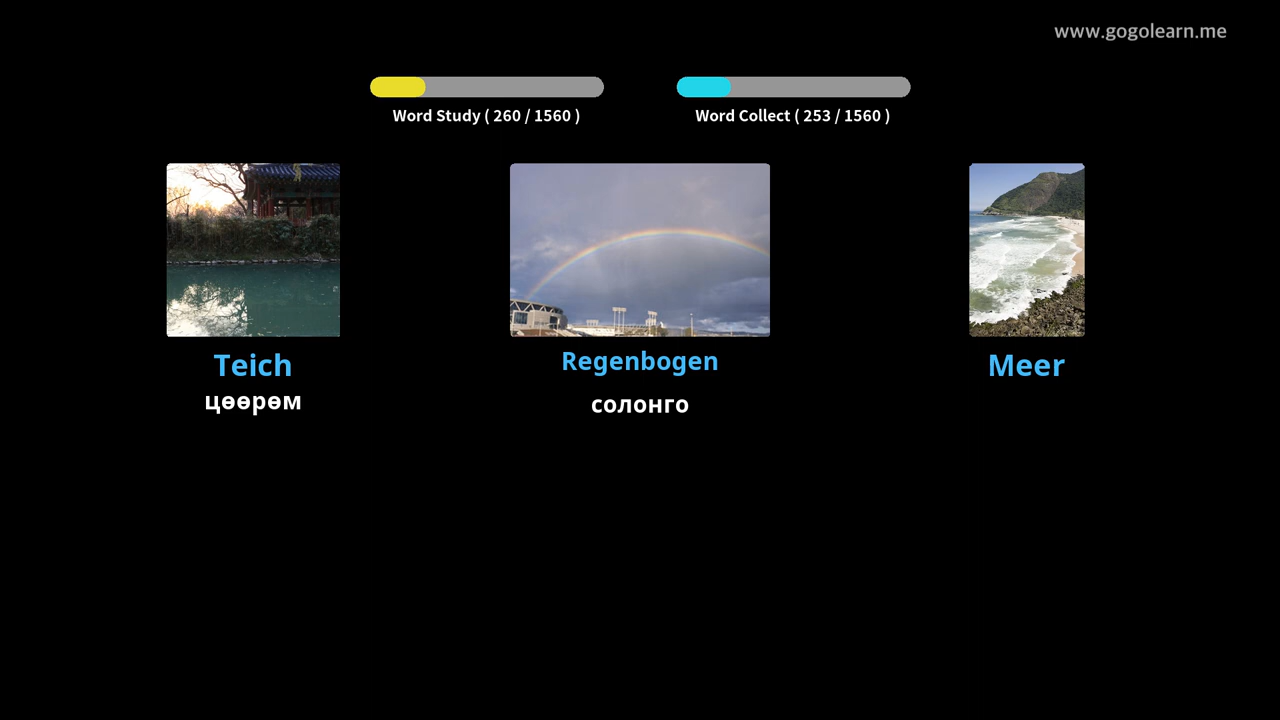 www.gogolearn.me
Word Study ( 260 / 1560 )
Word Collect ( 253 / 1560 )
Teich
Regenbogen
Meer
цөөрөм
солонго